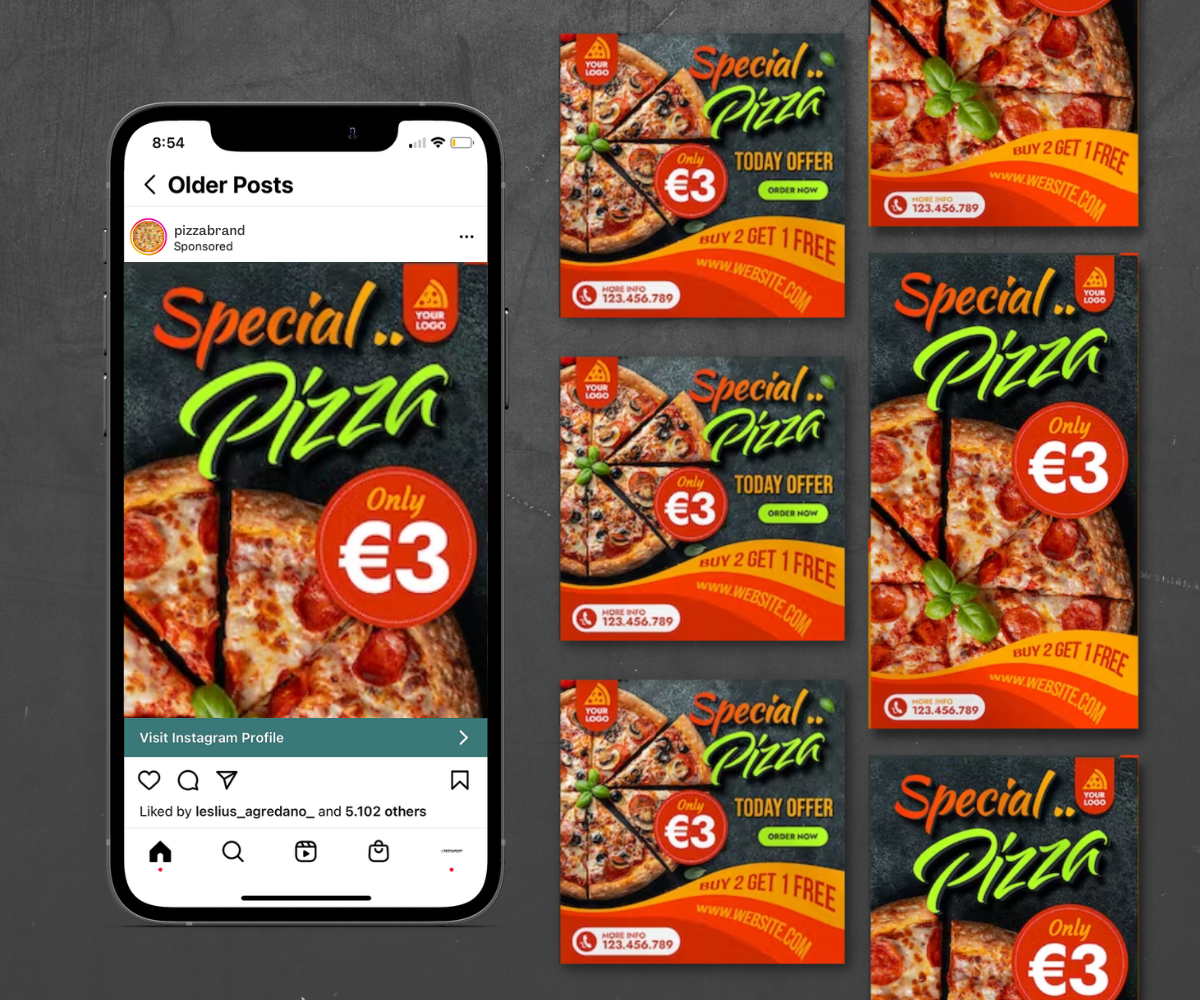 8:54
Older Posts
pizzabrand
Sponsored
Special ..
YOUR
LOGO
Pizza
Only
€3
Visit Instagram Profile
Liked by leslius_agredano_ and 5.102 others
YOUR
LOGO
Special ..
Pizza
Only
€3
TODAY OFFER
ORDER NOW
BUY 2 GET 1 FREE
WWW.WEBSITE.COM
MORE INFO
123.456.789
YOUR
LOGO
Special ..
Pizza
Only
€3
TODAY OFFER
ORDER NOW
BUY 2 GET 1 FREE
WWW.WEBSITE.COM
MORE INFO
123.456.789
YOUR
LOGO
Special ..
Pizza
Only
€3
TODAY OFFER
ORDER NOW
BUY 2 GET 1 FREE
WWW.WEBSITE.COM
MORE INFO
123.456.789
BUY 2 GET 1 FREE
WWW.WEBSITE.COM
MORE INFO
123.456.789
Special ..
YOUR
LOGO
Pizza
Only
€3
BUY 2 GET 1 FREE
WWW.WEBSITE.COM
MORE INFO
123.456.789
Special ..
YOUR
LOGO
Pizza
Only
€3